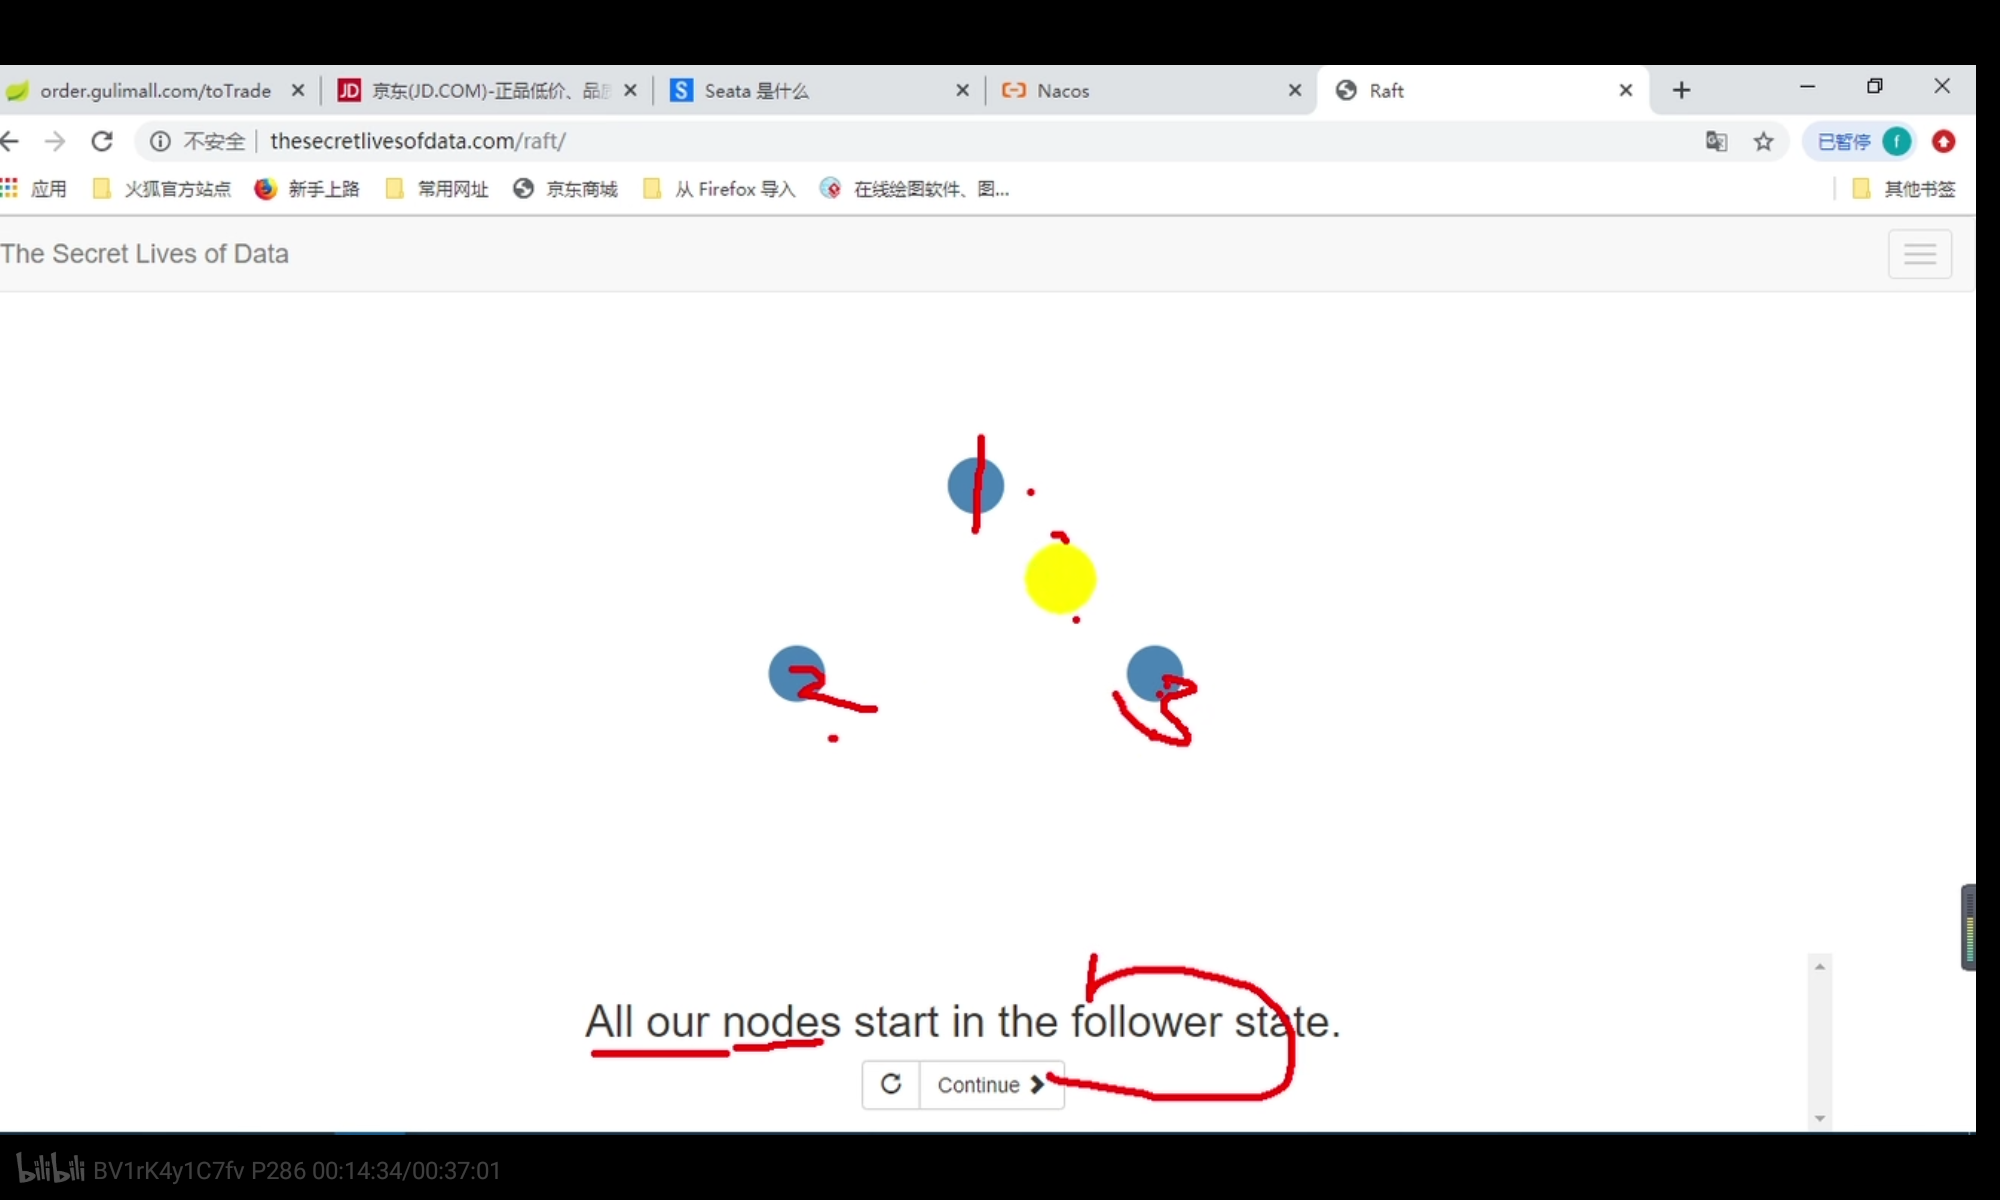 order.gulimall.com/toTrade JD 京东(JD.COM)-正品低价、品质 S Seata 是什么 Nacos Raft
不安全 thesecretlivesofdata.com/raft/ 已暂停 f
应用 火狐官方站点 新手上路 常用网址 京东商城 从 Firefox 导入 在线绘图软件、图... 其他书签
The Secret Lives of Data
1
2
3
All our nodes start in the follower state.
Continue
bilibili BV1rK4y1C7fv P286 00:14:34/00:37:01